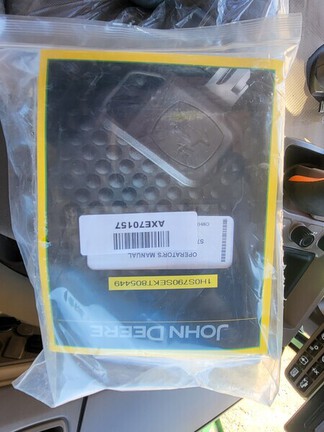 JOHN DEERE
1H0S790SEKT805449
OPERATOR'S MANUAL
AXE70157